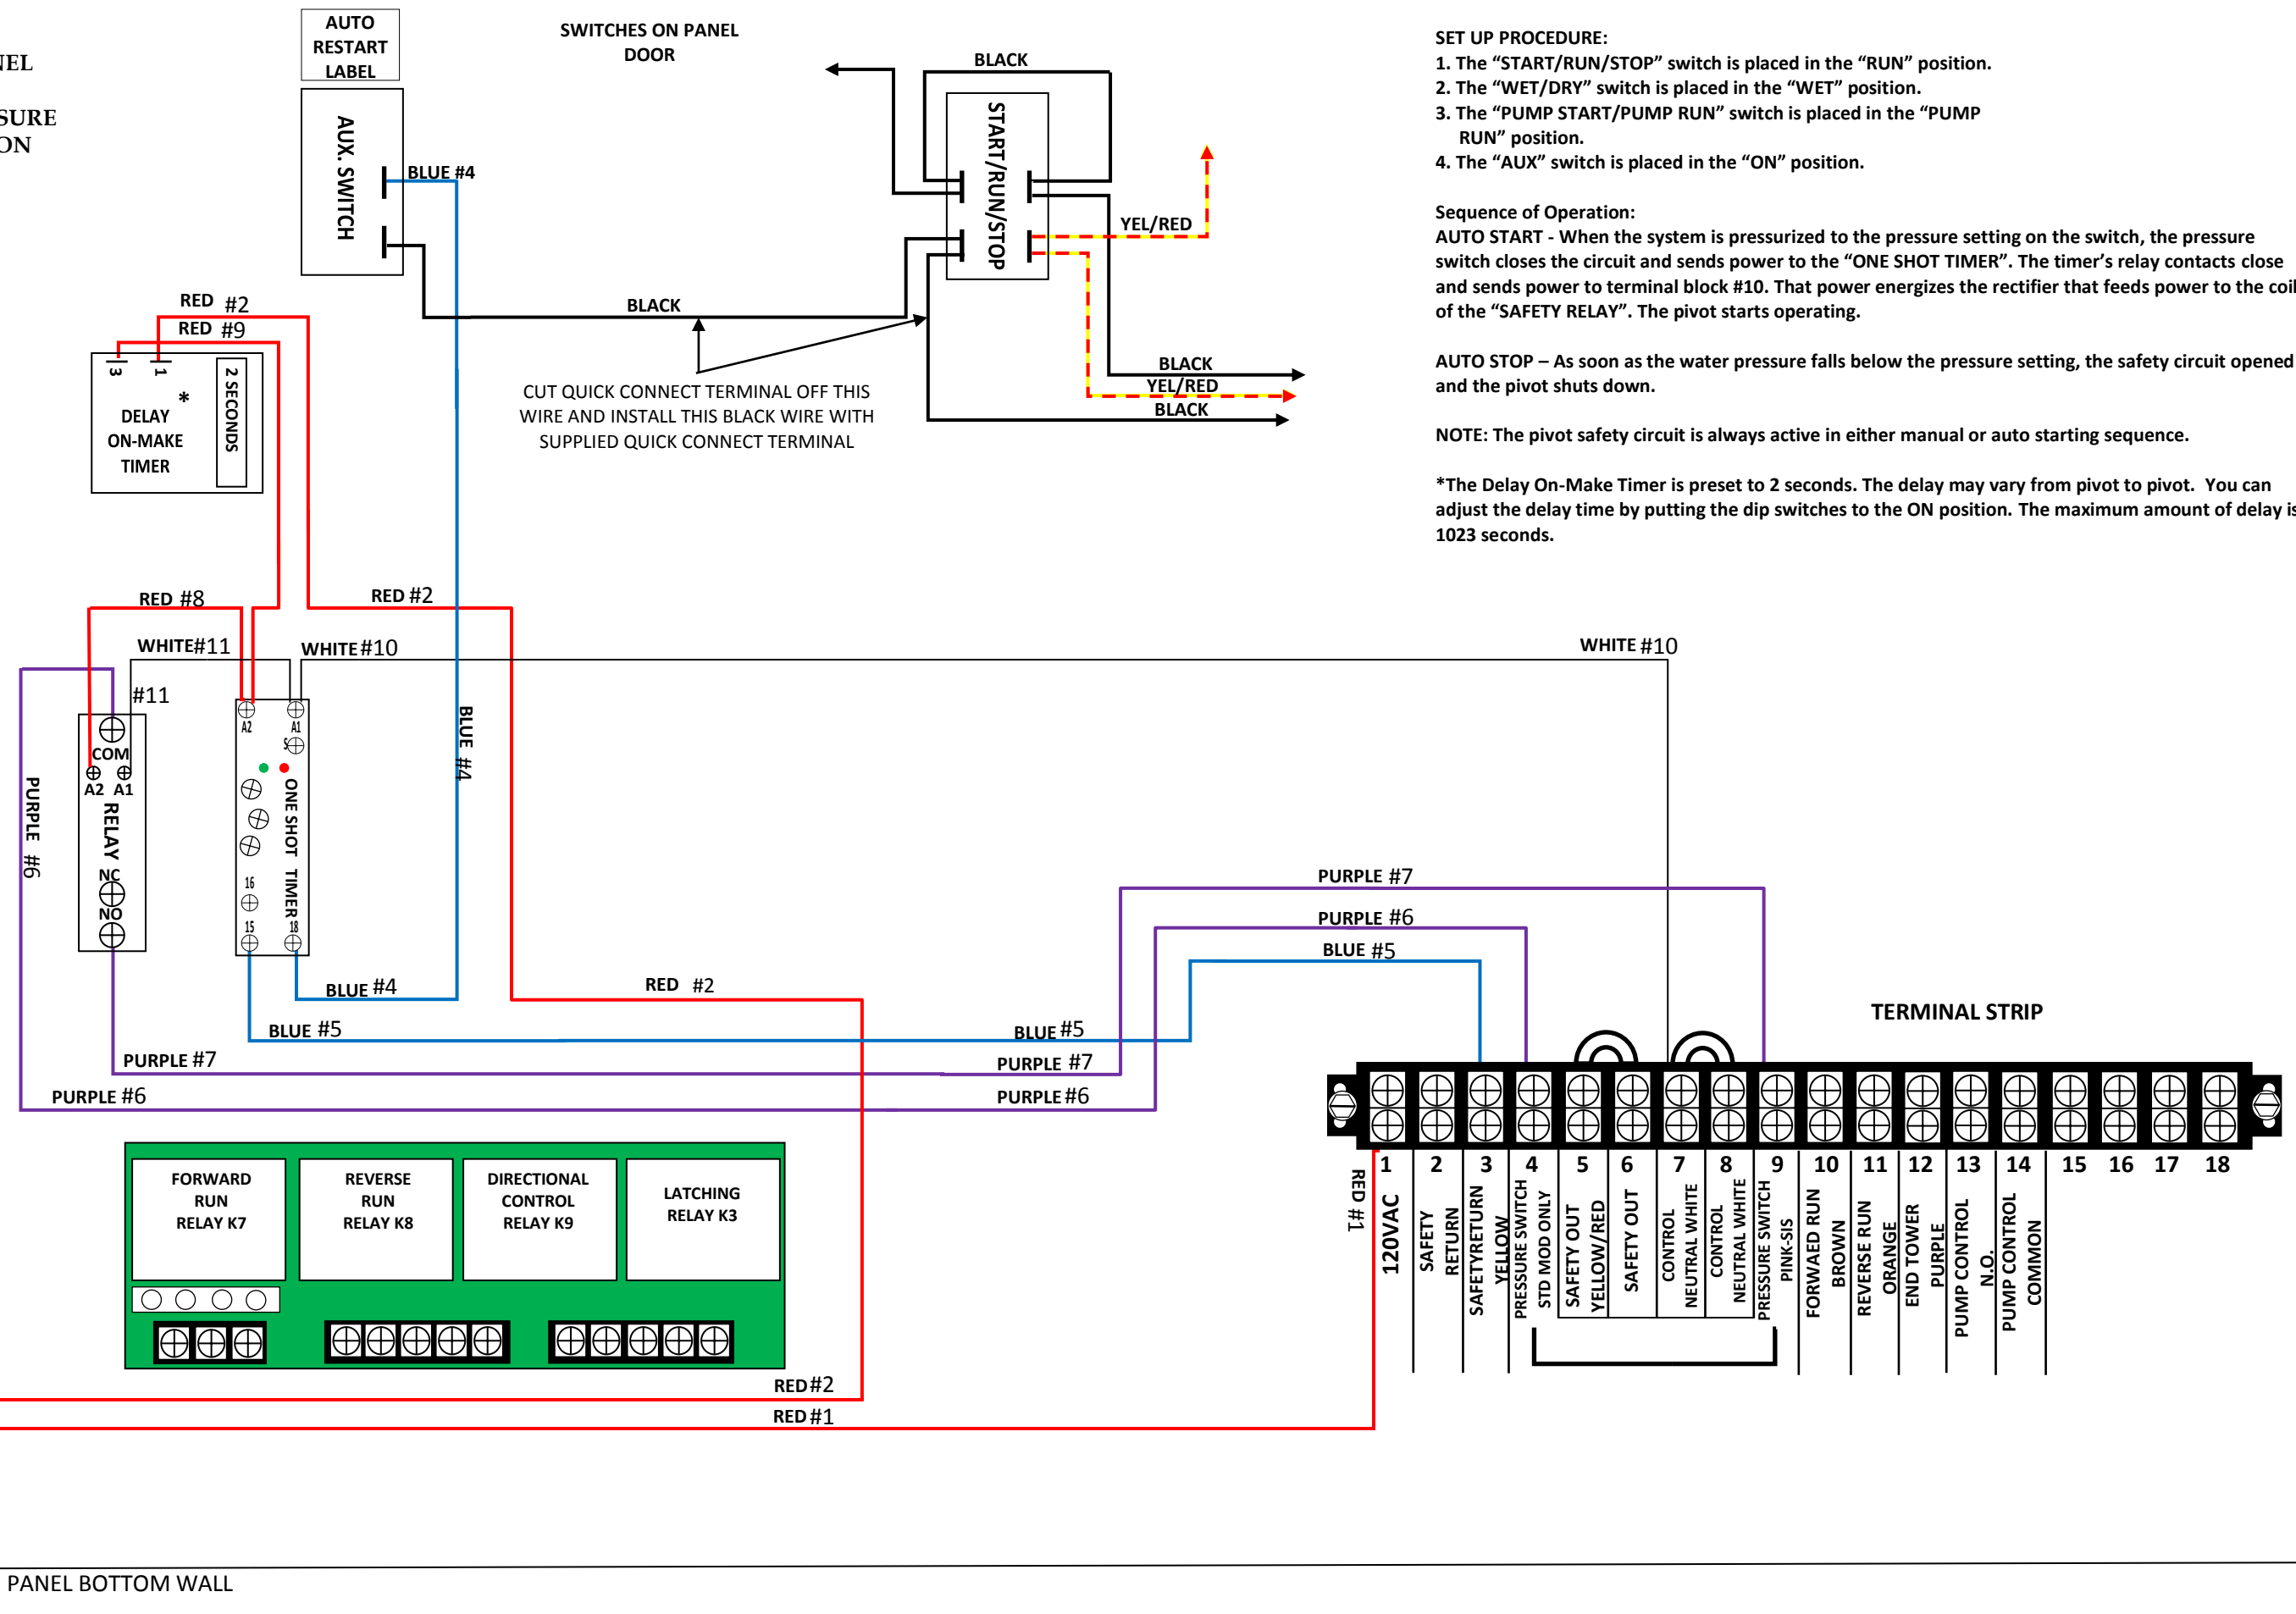 NEL
SURE
ON
AUTO
RESTART
LABEL
SWITCHES ON PANEL
DOOR
AUX. SWITCH
BLUE #4
BLACK
START/RUN/STOP
YEL/RED
BLACK
BLACK
YEL/RED
BLACK
CUT QUICK CONNECT TERMINAL OFF THIS
WIRE AND INSTALL THIS BLACK WIRE WITH
SUPPLIED QUICK CONNECT TERMINAL
SET UP PROCEDURE:
1. The “START/RUN/STOP” switch is placed in the “RUN” position.
2. The “WET/DRY” switch is placed in the “WET” position.
3. The “PUMP START/PUMP RUN” switch is placed in the “PUMP
RUN” position.
4. The “AUX” switch is placed in the “ON” position.
Sequence of Operation:
AUTO START - When the system is pressurized to the pressure setting on the switch, the pressure
switch closes the circuit and sends power to the “ONE SHOT TIMER”. The timer’s relay contacts close
and sends power to terminal block #10. That power energizes the rectifier that feeds power to the coil
of the “SAFETY RELAY”. The pivot starts operating.
AUTO STOP – As soon as the water pressure falls below the pressure setting, the safety circuit opened
and the pivot shuts down.
NOTE: The pivot safety circuit is always active in either manual or auto starting sequence.
*The Delay On-Make Timer is preset to 2 seconds. The delay may vary from pivot to pivot. You can
adjust the delay time by putting the dip switches to the ON position. The maximum amount of delay is
1023 seconds.
RED #2
RED #9
3 1
*
DELAY
ON-MAKE
TIMER
2 SECONDS
RED #8
RED #2
WHITE#11
WHITE #10
WHITE #10
#11
COM
A2 A1
RELAY
NC
NO
A2 A1
S
ONE SHOT TIMER
16
15 18
BLUE #4
PURPLE #6
BLUE #4
RED #2
BLUE #5
BLUE #5
PURPLE #7
PURPLE #7
PURPLE #6
PURPLE #6
PURPLE #7
PURPLE #6
BLUE #5
TERMINAL STRIP
FORWARD
RUN
RELAY K7
REVERSE
RUN
RELAY K8
DIRECTIONAL
CONTROL
RELAY K9
LATCHING
RELAY K3
RED #2
RED #1
RED #1
1 2 3 4 5 6 7 8 9 10 11 12 13 14 15 16 17 18
120VAC
SAFETY
RETURN
SAFETYRETURN
YELLOW
PRESSURE SWITCH
STD MOD ONLY
SAFETY OUT
YELLOW/RED
SAFETY OUT
CONTROL
NEUTRAL WHITE
CONTROL
NEUTRAL WHITE
PRESSURE SWITCH
PINK-SIS
FORWAED RUN
BROWN
REVERSE RUN
ORANGE
END TOWER
PURPLE
PUMP CONTROL
N.O.
PUMP CONTROL
COMMON
PANEL BOTTOM WALL